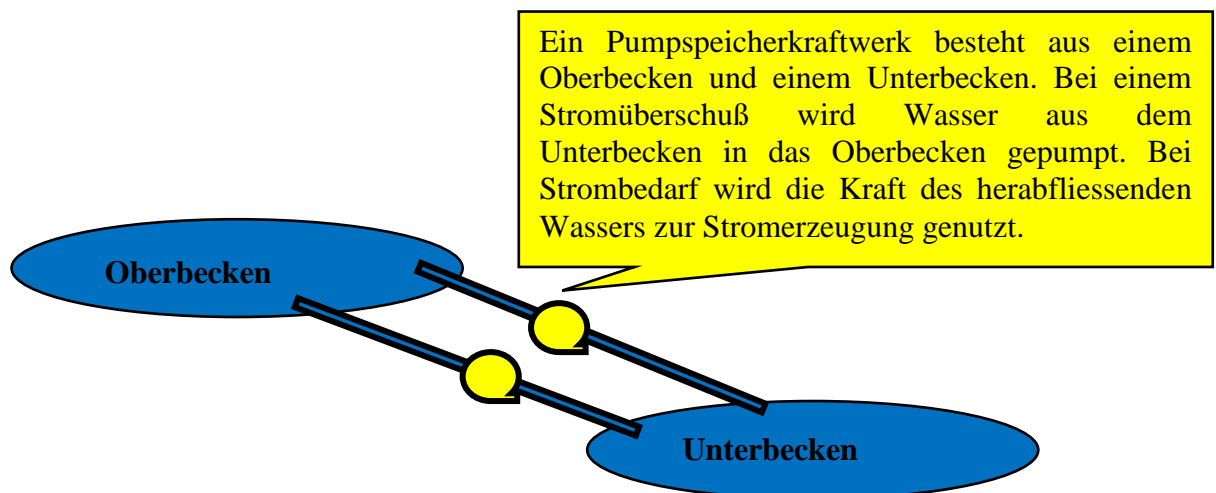 Ein Pumpspeicherkraftwerk besteht aus einem
Oberbecken und einem Unterbecken. Bei einem
Stromüberschuß wird Wasser aus dem
Unterbecken in das Oberbecken gepumpt. Bei
Strombedarf wird die Kraft des herabfliessenden
Wassers zur Stromerzeugung genutzt.
Oberbecken
Unterbecken